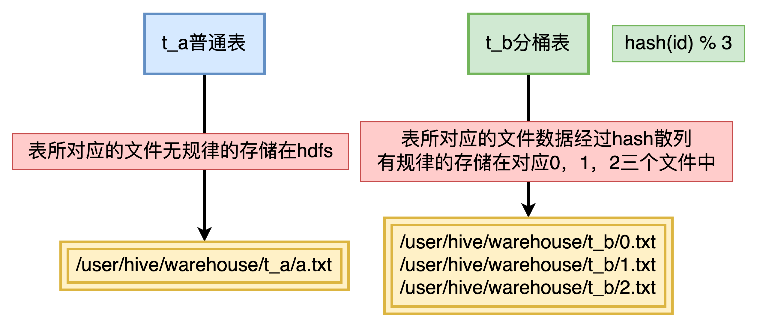 t_a普通表
t_b分桶表
hash(id) % 3
表所对应的文件无规律的存储在hdfs
表所对应的文件数据经过hash散列
有规律的存储在对应0，1，2三个文件中
/user/hive/warehouse/t_a/a.txt
/user/hive/warehouse/t_b/0.txt
/user/hive/warehouse/t_b/1.txt
/user/hive/warehouse/t_b/2.txt